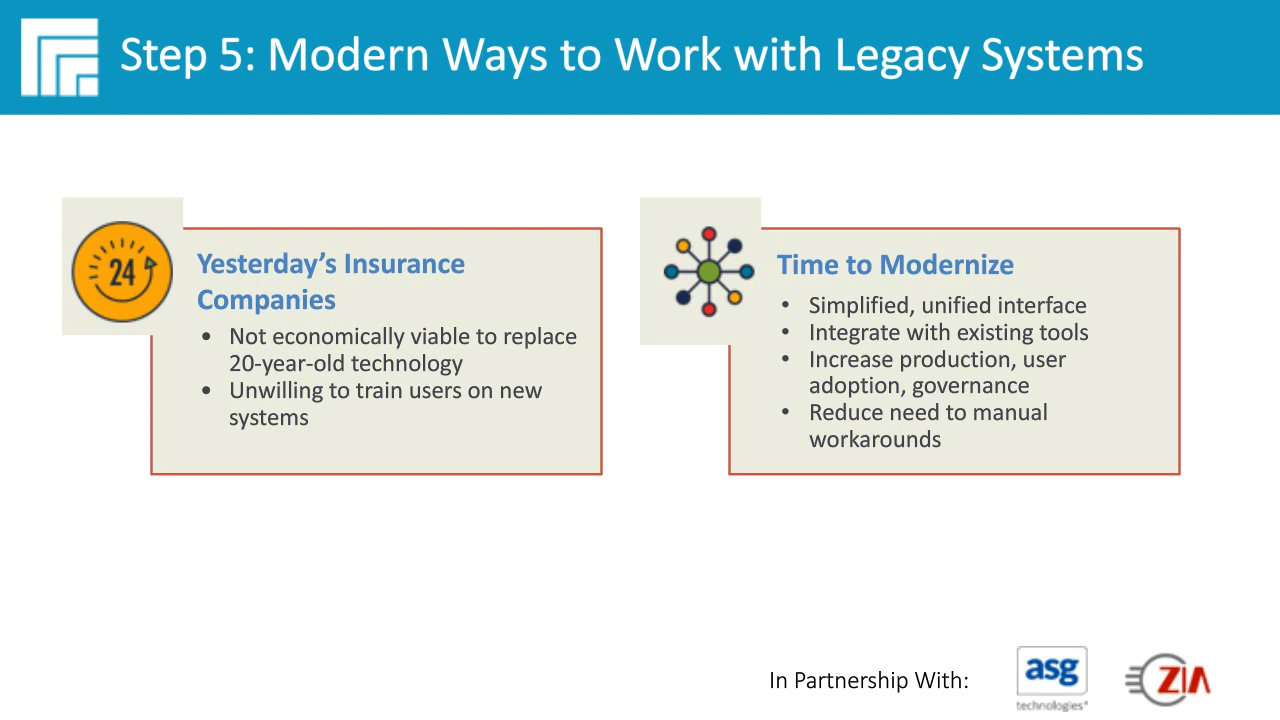 Step 5: Modern Ways to Work with Legacy Systems
24
Yesterday’s Insurance
Companies
• Not economically viable to replace
20-year-old technology
• Unwilling to train users on new
systems
Time to Modernize
• Simplified, unified interface
• Integrate with existing tools
• Increase production, user
adoption, governance
• Reduce need to manual
workarounds
In Partnership With:
asg
technologies
ZIA